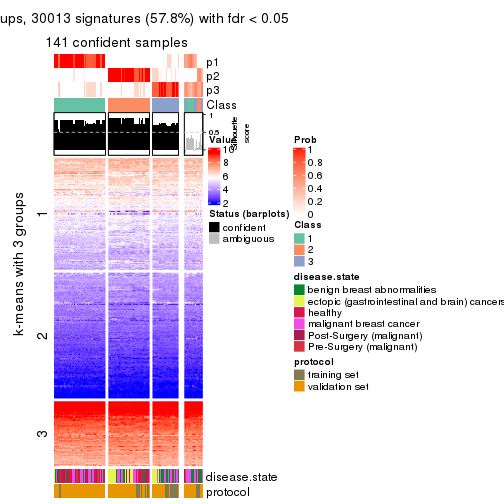 ups, 30013 signatures (57.8%) with fdr < 0.05
141 confident samples
p1
p2
p3
Class
1
0.5
0
Silhouette score
k-means with 3 groups
1
2
3
disease.state
protocol
Value
10
8
6
4
2
Status (barplots)
confident
ambiguous
Prob
1
0.8
0.6
0.4
0.2
0
Class
1
2
3
disease.state
benign breast abnormalities
ectopic (gastrointestinal and brain) cancers
healthy
malignant breast cancer
Post-Surgery (malignant)
Pre-Surgery (malignant)
protocol
training set
validation set